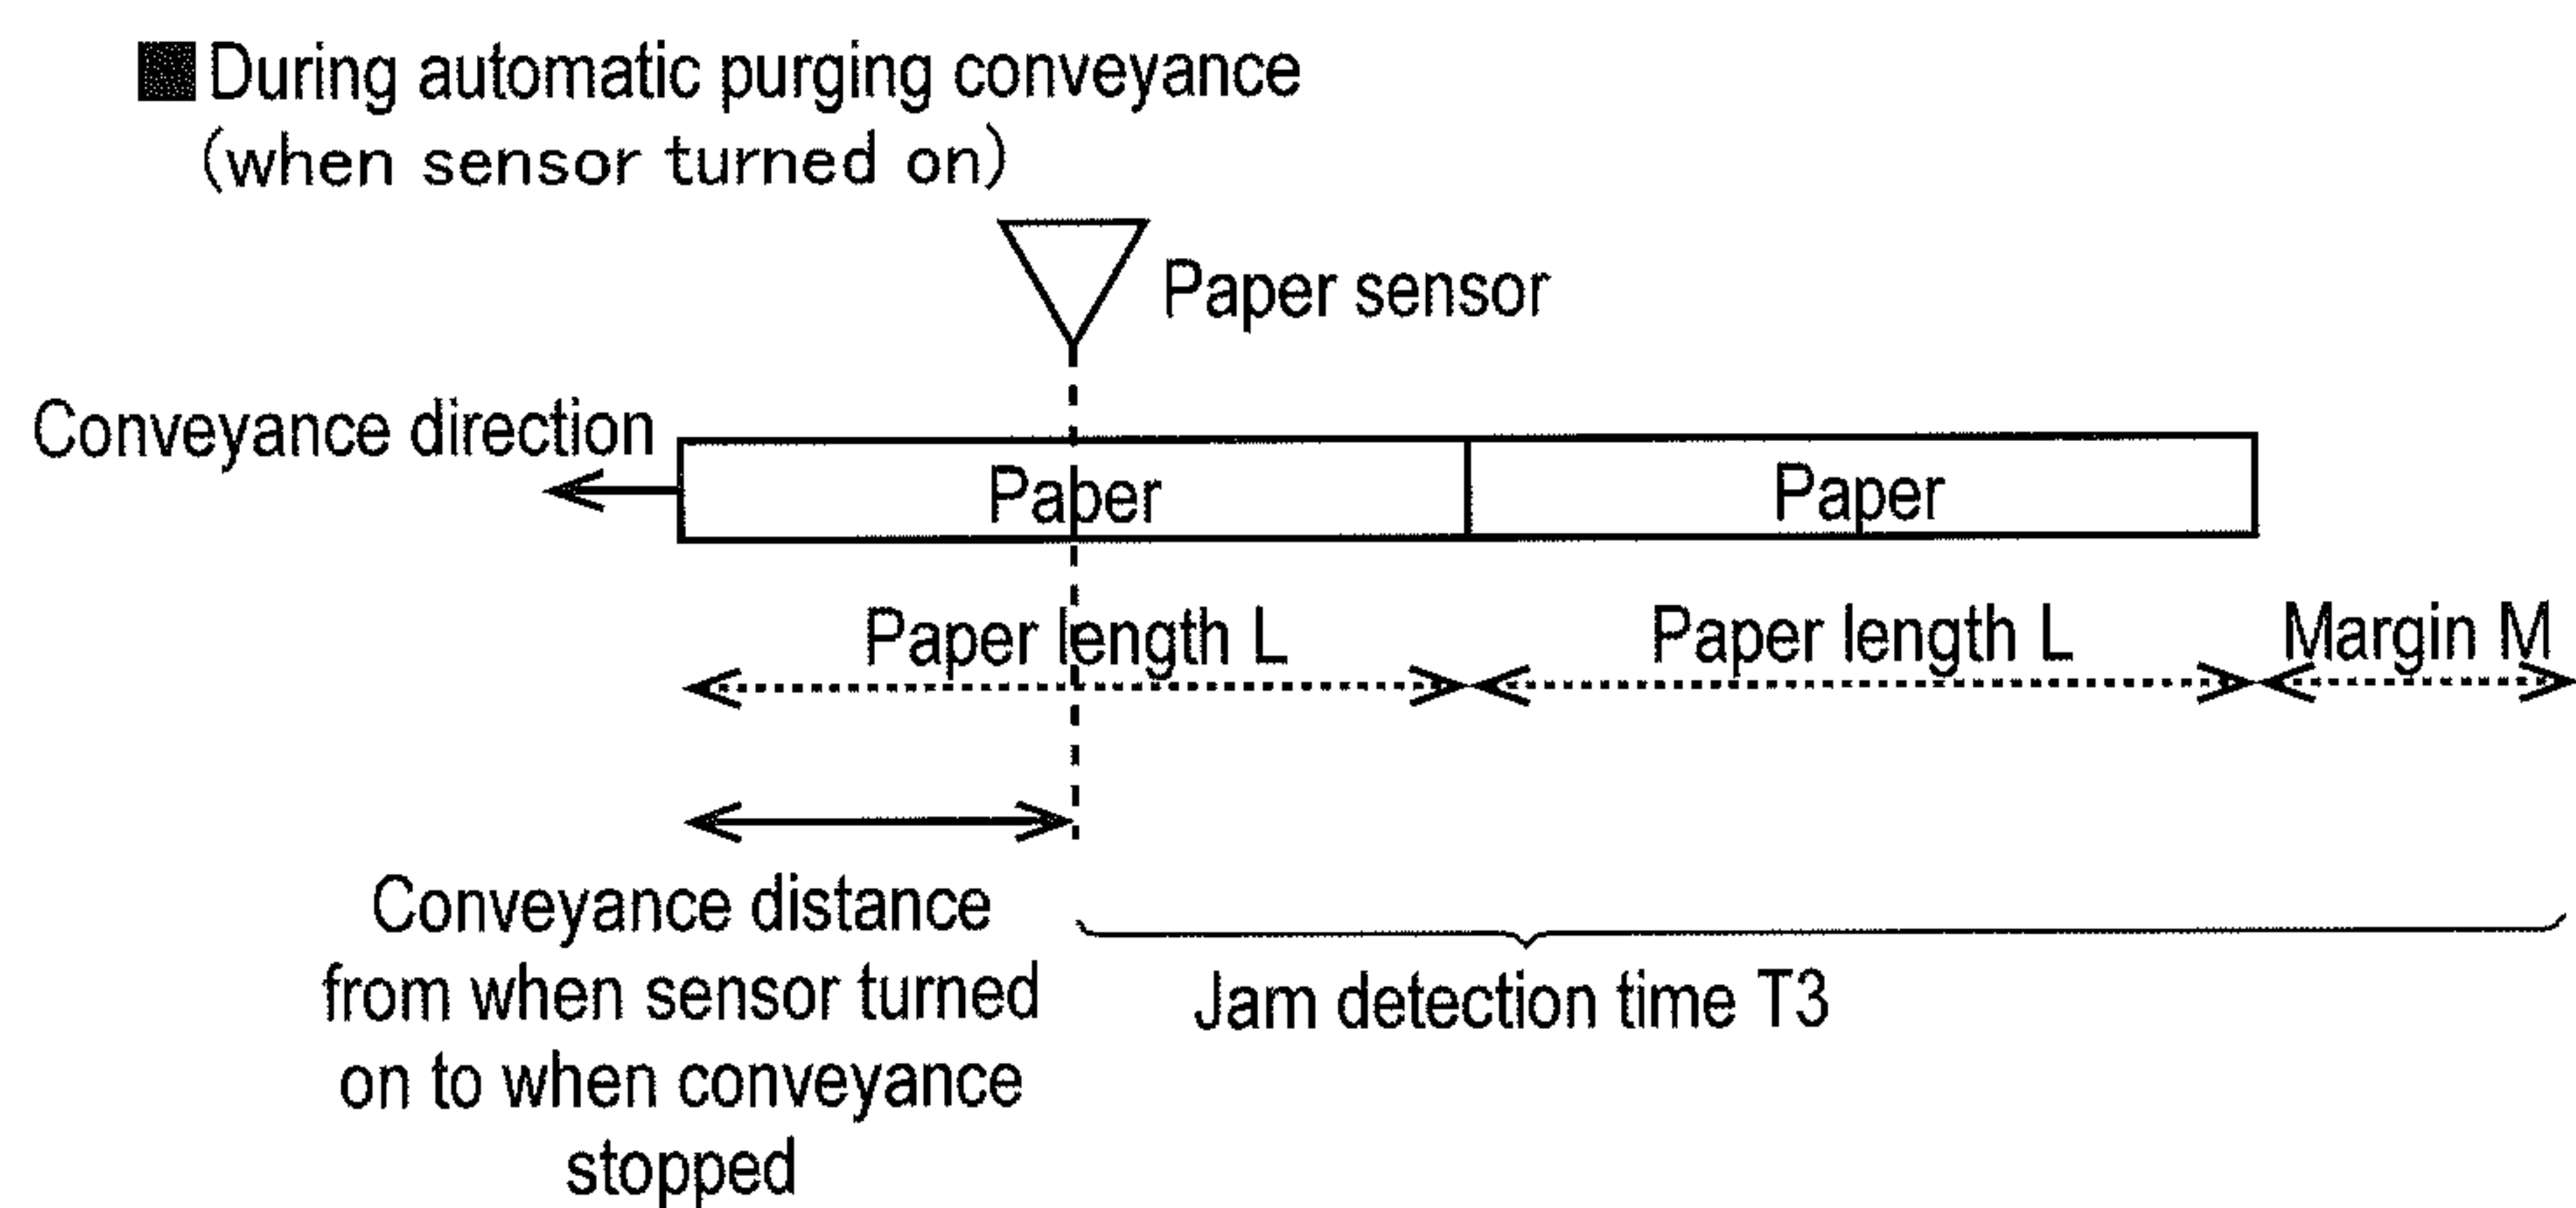 ■During automatic purging conveyance
(when sensor turned on)
Paper sensor
Conveyance direction
Paper
Paper
Paper length L
Paper length L
Margin M
Conveyance distance
from when sensor turned
on to when conveyance
stopped
Jam detection time T3